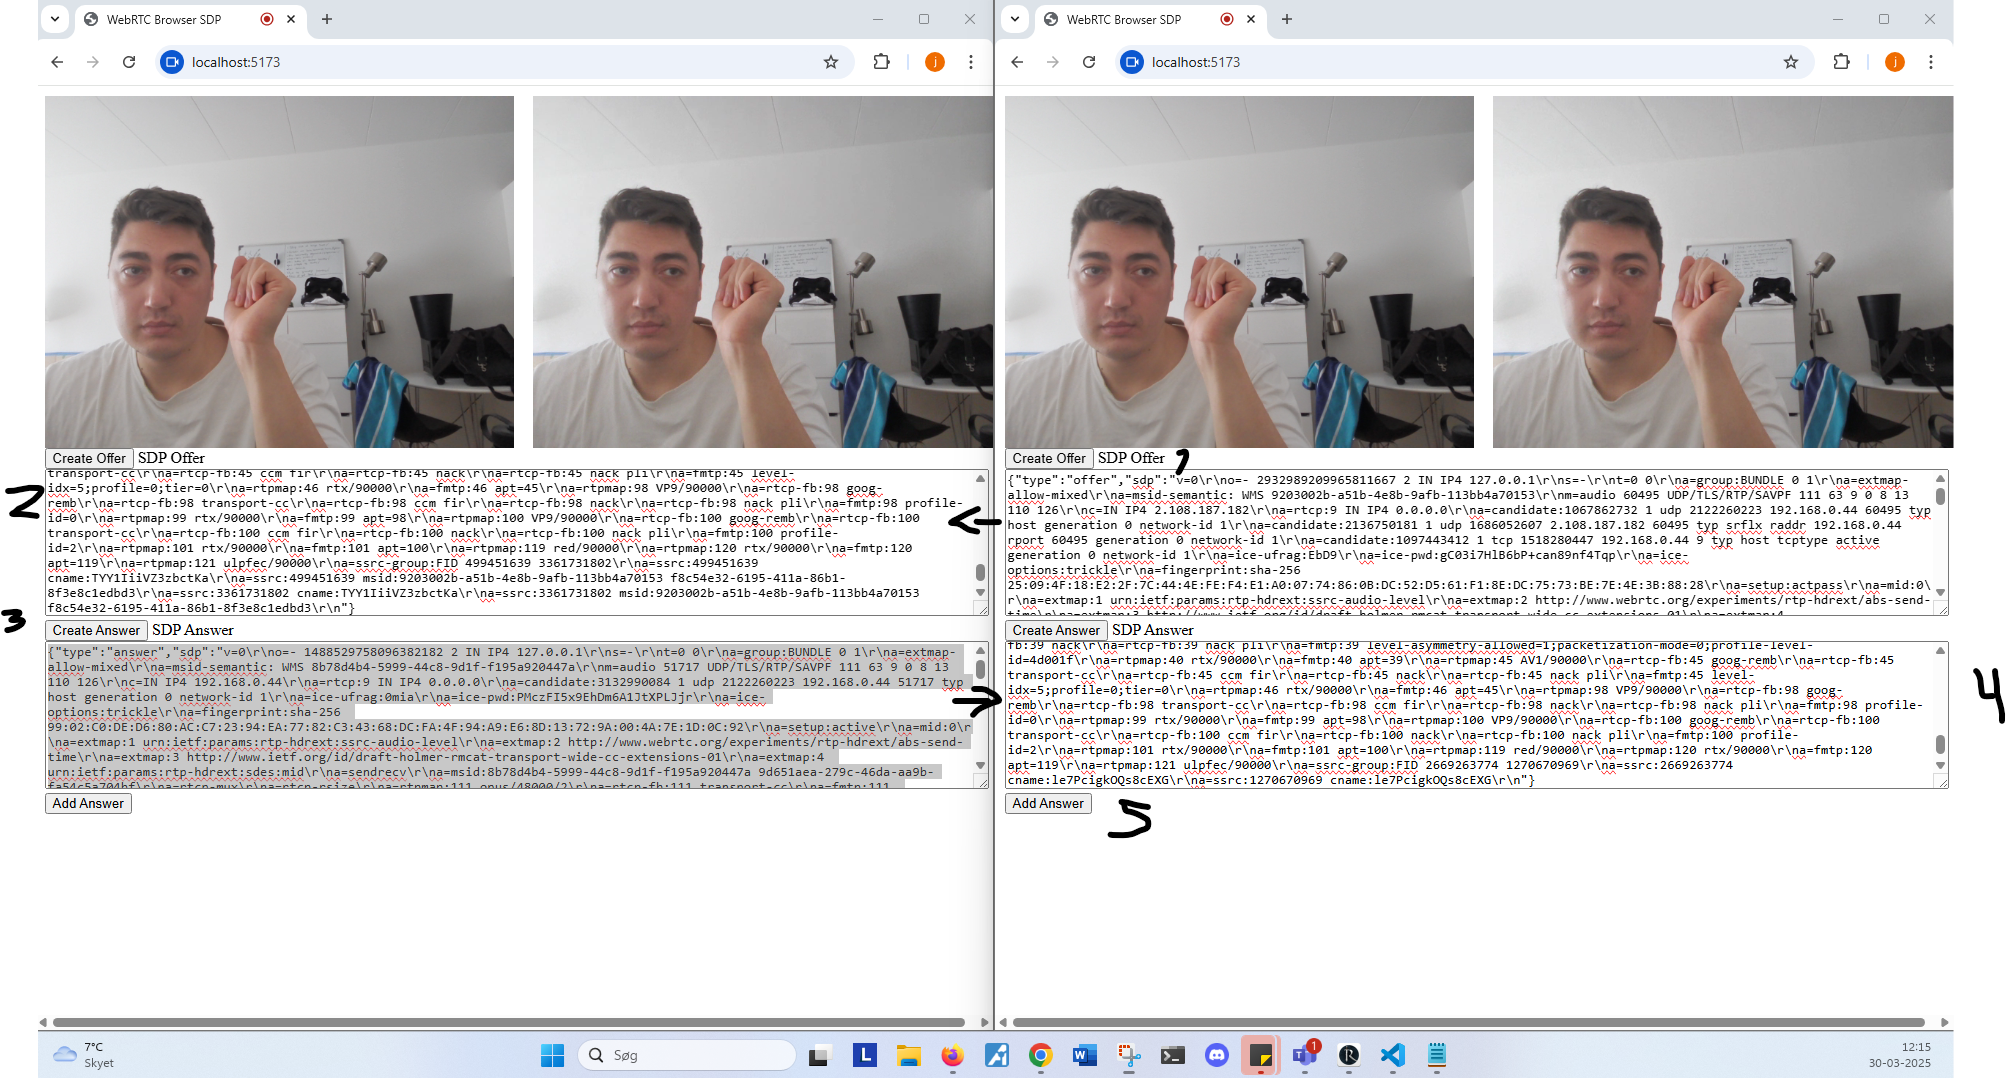 WebRTC Browser SDP
localhost:5173
Create Offer SDP Offer
2
transport-cc\r\na=rtcp-fb:45 ccm fir\r\na=rtcp-fb:45 nack\r\na=rtcp-fb:45 nack pli\r\na=fmtp:45 level-
idx=5;profile=0;tier=0\r\na=rtpmap:46 rtx/90000\r\na=fmtp:46 apt=45\r\na=rtpmap:98 VP9/90000\r\na=rtcp-fb:98 goog-
remb\r\na=rtcp-fb:98 transport-cc\r\na=rtcp-fb:98 ccm fir\r\na=rtcp-fb:98 nack\r\na=rtcp-fb:98 nack pli\r\na=fmtp:98 profile-
id=0\r\na=rtpmap:99 rtx/90000\r\na=fmtp:99 apt=98\r\na=rtpmap:100 VP9/90000\r\na=rtcp-fb:100 goog-remb\r\na=rtcp-fb:100
transport-cc\r\na=rtcp-fb:100 ccm fir\r\na=rtcp-fb:100 nack\r\na=rtcp-fb:100 nack pli\r\na=fmtp:100 profile-
id=2\r\na=rtpmap:101 rtx/90000\r\na=fmtp:101 apt=100\r\na=rtpmap:119 red/90000\r\na=rtpmap:120 rtx/90000\r\na=fmtp:120
apt=119\r\na=rtpmap:121 ulpfec/90000\r\na=ssrc-group:FID 499451639 3361731802\r\na=ssrc:499451639
cname:TYY1IiiVZ3zbctKa\r\na=ssrc:499451639 msid:9203002b-a51b-4e8b-9afb-113bb4a70153 f8c54e32-6195-411a-86b1-
8f3e8c1edbd3\r\na=ssrc:3361731802 cname:TYY1IiiVZ3zbctKa\r\na=ssrc:3361731802 msid:9203002b-a51b-4e8b-9afb-113bb4a70153
f8c54e32-6195-411a-86b1-8f3e8c1edbd3\r\n"}
3
Create Answer SDP Answer
{"type":"answer","sdp":"v=0\r\no=- 1488529758096382182 2 IN IP4 127.0.0.1\r\ns=-\r\nt=0 0\r\na=group:BUNDLE 0 1\r\na=extmap-
allow-mixed\r\na=msid-semantic: WMS 8b78d4b4-5999-44c8-9d1f-f195a920447a\r\nm=audio 51717 UDP/TLS/RTP/SAVPF 111 63 9 0 8 13
110 126\r\nc=IN IP4 192.168.0.44\r\na=rtcp:9 IN IP4 0.0.0.0\r\na=candidate:3132990084 1 udp 2122260223 192.168.0.44 51717 typ
host generation 0 network-id 1\r\na=ice-ufrag:0mia\r\na=ice-pwd:PMczFI5x9EhDm6A1JtXPLJjr\r\na=ice-
options:trickle\r\na=fingerprint:sha-256
99:02:C0:DE:D6:80:AC:C7:23:94:EA:77:82:C3:43:68:DC:FA:4F:94:A9:E6:8D:13:72:9A:00:4A:7E:1D:0C:92\r\na=setup:active\r\na=mid:0\r
\na=extmap:1 urn:ietf:params:rtp-hdrext:ssrc-audio-level\r\na=extmap:2 http://www.webrtc.org/experiments/rtp-hdrext/abs-send-
time\r\na=extmap:3 http://www.ietf.org/id/draft-holmer-rmcat-transport-wide-cc-extensions-01\r\na=extmap:4
urn:ietf:params:rtp-hdrext:sdes:mid\r\na=sendrecv\r\na=msid:8b78d4b4-5999-44c8-9d1f-f195a920447a 9d651aea-279c-46da-aa9b-
fa54c5a704bf\r\na=rtcp-mux\r\na=rtcp-rsize\r\na=rtpmap:111 opus/48000/2\r\na=rtcp-fb:111 transport-cc\r\na=fmtp:111
Add Answer
WebRTC Browser SDP
localhost:5173
Create Offer SDP Offer 1
{"type":"offer","sdp":"v=0\r\no=- 2932989209965811667 2 IN IP4 127.0.0.1\r\ns=-\r\nt=0 0\r\na=group:BUNDLE 0 1\r\na=extmap-
allow-mixed\r\na=msid-semantic: WMS 9203002b-a51b-4e8b-9afb-113bb4a70153\r\nm=audio 60495 UDP/TLS/RTP/SAVPF 111 63 9 0 8 13
110 126\r\nc=IN IP4 2.108.187.182\r\na=rtcp:9 IN IP4 0.0.0.0\r\na=candidate:1067862732 1 udp 2122260223 192.168.0.44 60495 typ
host generation 0 network-id 1\r\na=candidate:2136750181 1 udp 1686052607 2.108.187.182 60495 typ srflx raddr 192.168.0.44
rport 60495 generation 0 network-id 1\r\na=candidate:1097443412 1 tcp 1518280447 192.168.0.44 9 typ host tcptype active
generation 0 network-id 1\r\na=ice-ufrag:EbD9\r\na=ice-pwd:gC03i7HlB6bP+can89nf4Tqp\r\na=ice-
options:trickle\r\na=fingerprint:sha-256
25:09:4F:18:E2:2F:7C:44:4E:FE:F4:E1:A0:07:74:86:0B:DC:52:D5:61:F1:8E:DC:75:73:BE:7E:4E:3B:88:28\r\na=setup:actpass\r\na=mid:0\
r\na=extmap:1 urn:ietf:params:rtp-hdrext:ssrc-audio-level\r\na=extmap:2 http://www.webrtc.org/experiments/rtp-hdrext/abs-send-
time\r\na=extmap:3 http://www.ietf.org/id/draft-holmer-rmcat-transport-wide-cc-extensions-01\r\na=extmap:4
Create Answer SDP Answer
fb:39 nack\r\na=rtcp-fb:39 nack pli\r\na=fmtp:39 level-asymmetry-allowed=1;packetization-mode=0;profile-level-
id=4d001f\r\na=rtpmap:40 rtx/90000\r\na=fmtp:40 apt=39\r\na=rtpmap:45 AV1/90000\r\na=rtcp-fb:45 goog-remb\r\na=rtcp-fb:45
transport-cc\r\na=rtcp-fb:45 ccm fir\r\na=rtcp-fb:45 nack\r\na=rtcp-fb:45 nack pli\r\na=fmtp:45 level-
idx=5;profile=0;tier=0\r\na=rtpmap:46 rtx/90000\r\na=fmtp:46 apt=45\r\na=rtpmap:98 VP9/90000\r\na=rtcp-fb:98 goog-
remb\r\na=rtcp-fb:98 transport-cc\r\na=rtcp-fb:98 ccm fir\r\na=rtcp-fb:98 nack\r\na=rtcp-fb:98 nack pli\r\na=fmtp:98 profile-
id=0\r\na=rtpmap:99 rtx/90000\r\na=fmtp:99 apt=98\r\na=rtpmap:100 VP9/90000\r\na=rtcp-fb:100 goog-remb\r\na=rtcp-fb:100
transport-cc\r\na=rtcp-fb:100 ccm fir\r\na=rtcp-fb:100 nack\r\na=rtcp-fb:100 nack pli\r\na=fmtp:100 profile-
id=2\r\na=rtpmap:101 rtx/90000\r\na=fmtp:101 apt=100\r\na=rtpmap:119 red/90000\r\na=rtpmap:120 rtx/90000\r\na=fmtp:120
apt=119\r\na=rtpmap:121 ulpfec/90000\r\na=ssrc-group:FID 2669263774 1270670969\r\na=ssrc:2669263774
cname:le7PcigkOQs8cEXG\r\na=ssrc:1270670969 cname:le7PcigkOQs8cEXG\r\n"}
4
Add Answer
5
7°C
Skyet
Søg
1
12:15
30-03-2025